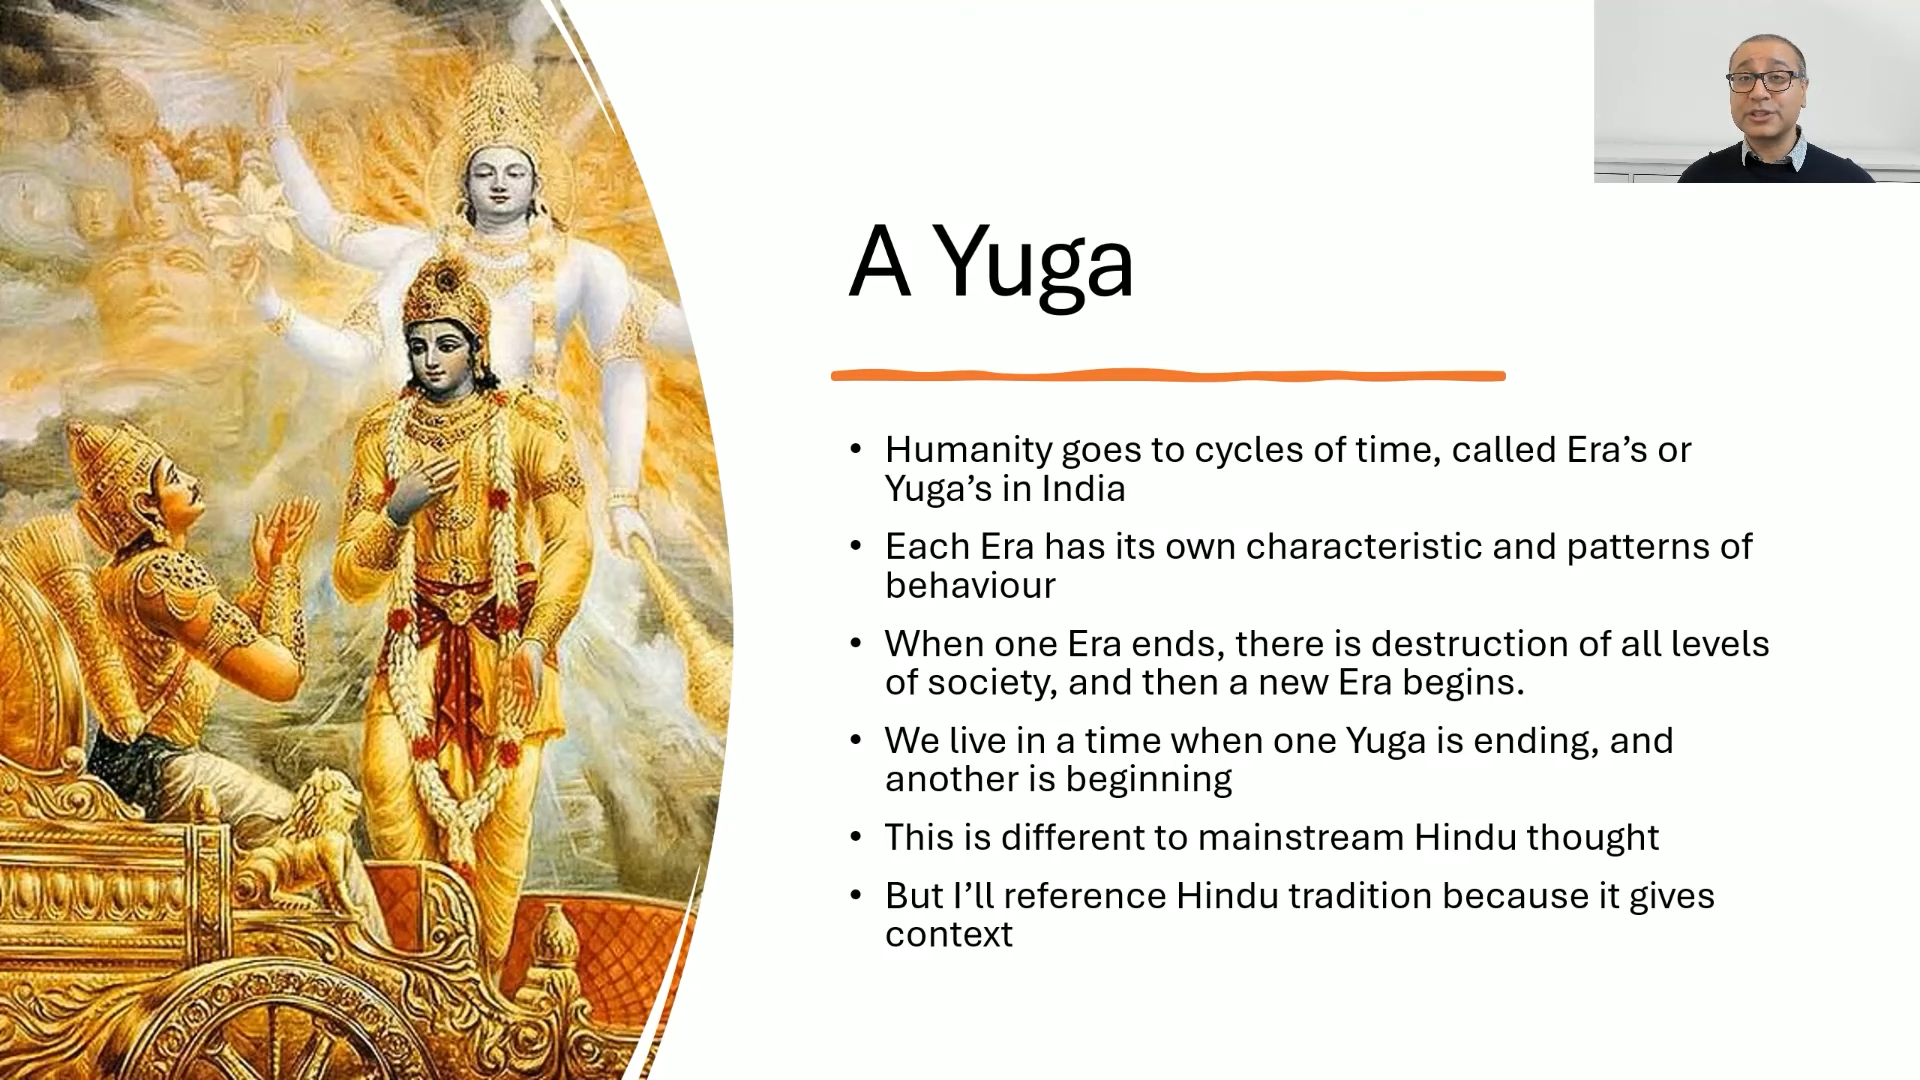 A Yuga
• Humanity goes to cycles of time, called Era’s or
Yuga’s in India
• Each Era has its own characteristic and patterns of
behaviour
• When one Era ends, there is destruction of all levels
of society, and then a new Era begins.
• We live in a time when one Yuga is ending, and
another is beginning
• This is different to mainstream Hindu thought
• But I’ll reference Hindu tradition because it gives
context